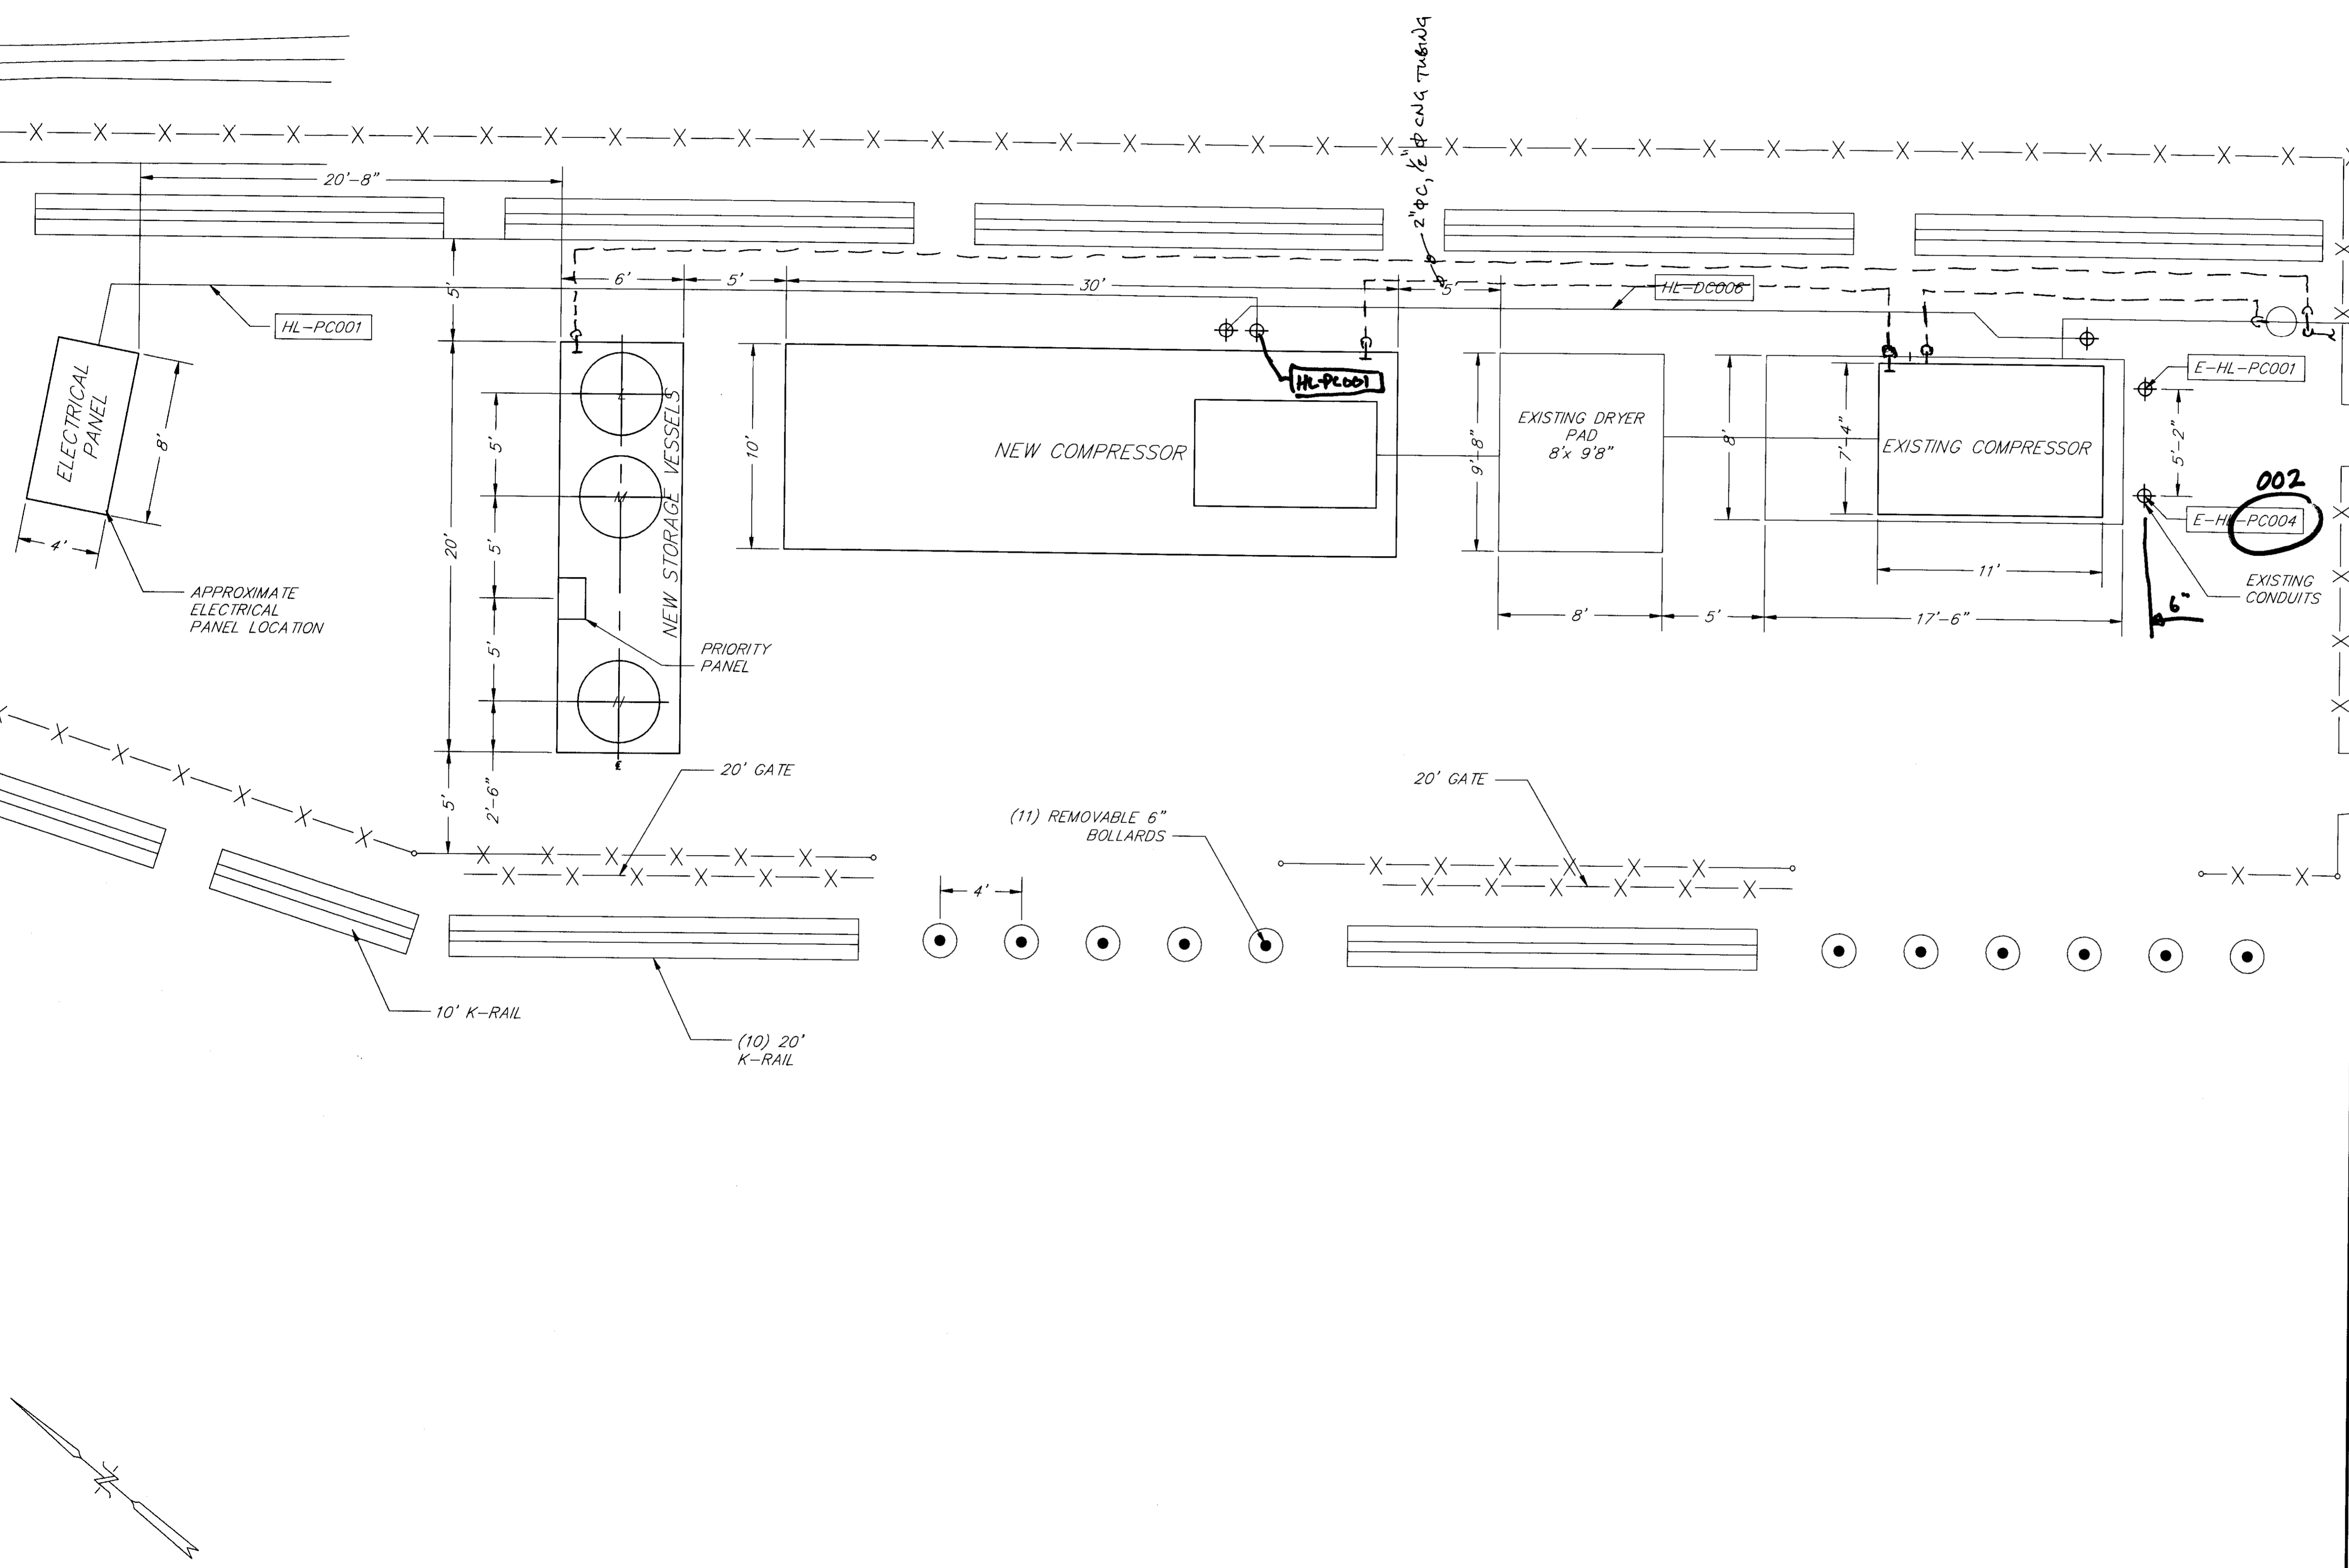 2"ΦC, 1/2" Φ CNG TUBING
20'-8"
5'
6'
5'
30'
5'
HL-DC006
HL-PC001
HL-PC001
ELECTRICAL
PANEL
8'
4'
APPROXIMATE
ELECTRICAL
PANEL LOCATION
20'
5'
5'
5'
2'-6"
5'
L
M
H
NEW STORAGE VESSELS
PRIORITY
PANEL
10'
NEW COMPRESSOR
9'-8"
EXISTING DRYER
PAD
8'x 9'8"
8'
7'-4"
EXISTING COMPRESSOR
E-HL-PC001
5'-2"
002
E-HL-PC004
EXISTING
CONDUITS
6"
11'
8'
5'
17'-6"
20' GATE
20' GATE
(11) REMOVABLE 6"
BOLLARDS
4'
10' K-RAIL
(10) 20'
K-RAIL
N